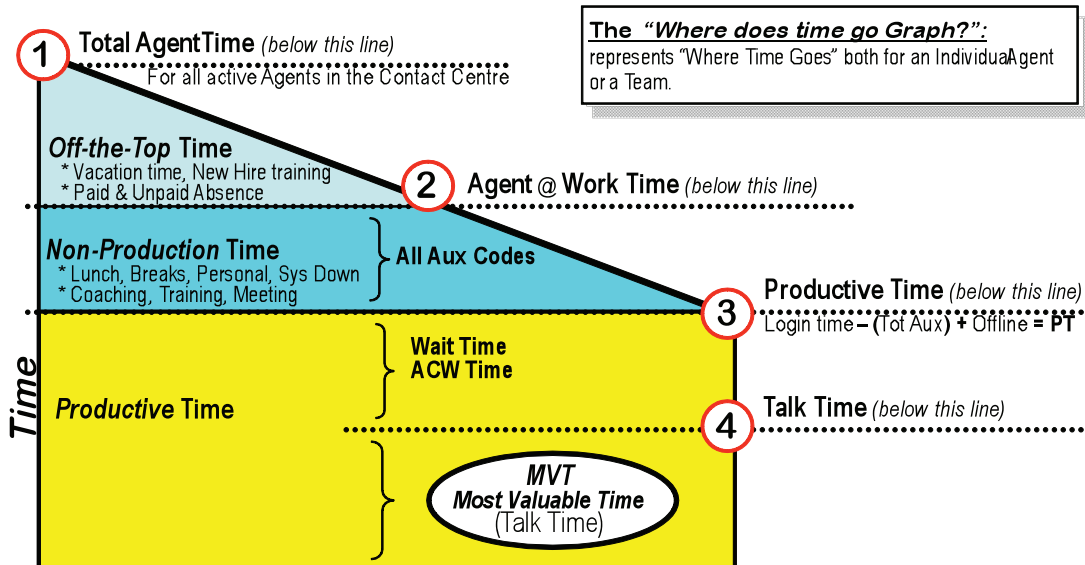 The "Where does time go Graph?":
represents "Where Time Goes" both for an Individual Agent
or a Team.
1
Total AgentTime (below this line)
For all active Agents in the Contact Centre
Off-the-Top Time
* Vacation time, New Hire training
* Paid & Unpaid Absence
2
Agent @ Work Time (below this line)
Non-Production Time
* Lunch, Breaks, Personal, Sys Down
* Coaching, Training, Meeting
All Aux Codes
3
Productive Time (below this line)
Login time – (Tot Aux) + Offline = PT
Wait Time
ACW Time
Time
Productive Time
4
Talk Time (below this line)
MVT
Most Valuable Time
(Talk Time)